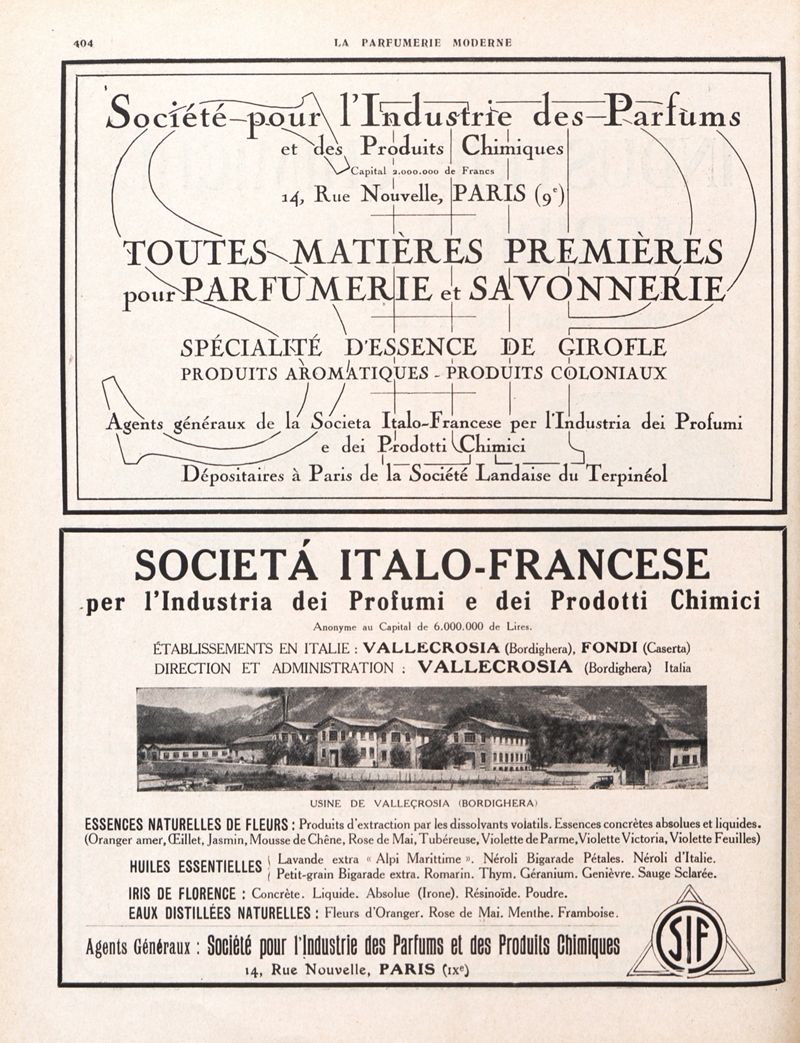 404
LA PARFUMERIE MODERNE
Société pour l'Industrie des Parfums
et des Produits Chimiques
Capital 2.000.000 de Francs
14, Rue Nouvelle, PARIS (9e)
TOUTES MATIÈRES PREMIÈRES
pour PARFUMERIE et SAVONNERIE
SPÉCIALITÉ D'ESSENCE DE GIROFLE
PRODUITS AROMATIQUES - PRODUITS COLONIAUX
Agents généraux de la Societa Italo-Francese per l'Industria dei Profumi
e dei Prodotti Chimici
Dépositaires à Paris de la Société Landaise du Terpinéol
SOCIETÁ ITALO-FRANCESE
per l'Industria dei Profumi e dei Prodotti Chimici
Anonyme au Capital de 6.000.000 de Lires.
ÉTABLISSEMENTS EN ITALIE : VALLECROSIA (Bordighera), FONDI (Caserta)
DIRECTION ET ADMINISTRATION : VALLECROSIA (Bordighera) Italia
USINE DE VALLECROSIA (BORDIGHERA)
ESSENCES NATURELLES DE FLEURS : Produits d'extraction par les dissolvants volatils. Essences concrètes absolues et liquides.
(Oranger amer, Œillet, Jasmin, Mousse de Chêne, Rose de Mai, Tubéreuse, Violette de Parme, Violette Victoria, Violette Feuilles)
HUILES ESSENTIELLES { Lavande extra « Alpi Marittime ». Néroli Bigarade Pétales. Néroli d'Italie.
Petit-grain Bigarade extra. Romarin. Thym. Géranium. Genièvre. Sauge Sclarée.
IRIS DE FLORENCE : Concrète. Liquide. Absolue (Irone). Résinoïde. Poudre.
EAUX DISTILLÉES NATURELLES : Fleurs d'Oranger. Rose de Mai. Menthe. Framboise.
Agents Généraux : Société pour l'Industrie des Parfums et des Produits Chimiques
14, Rue Nouvelle, PARIS (IXe)
SIF